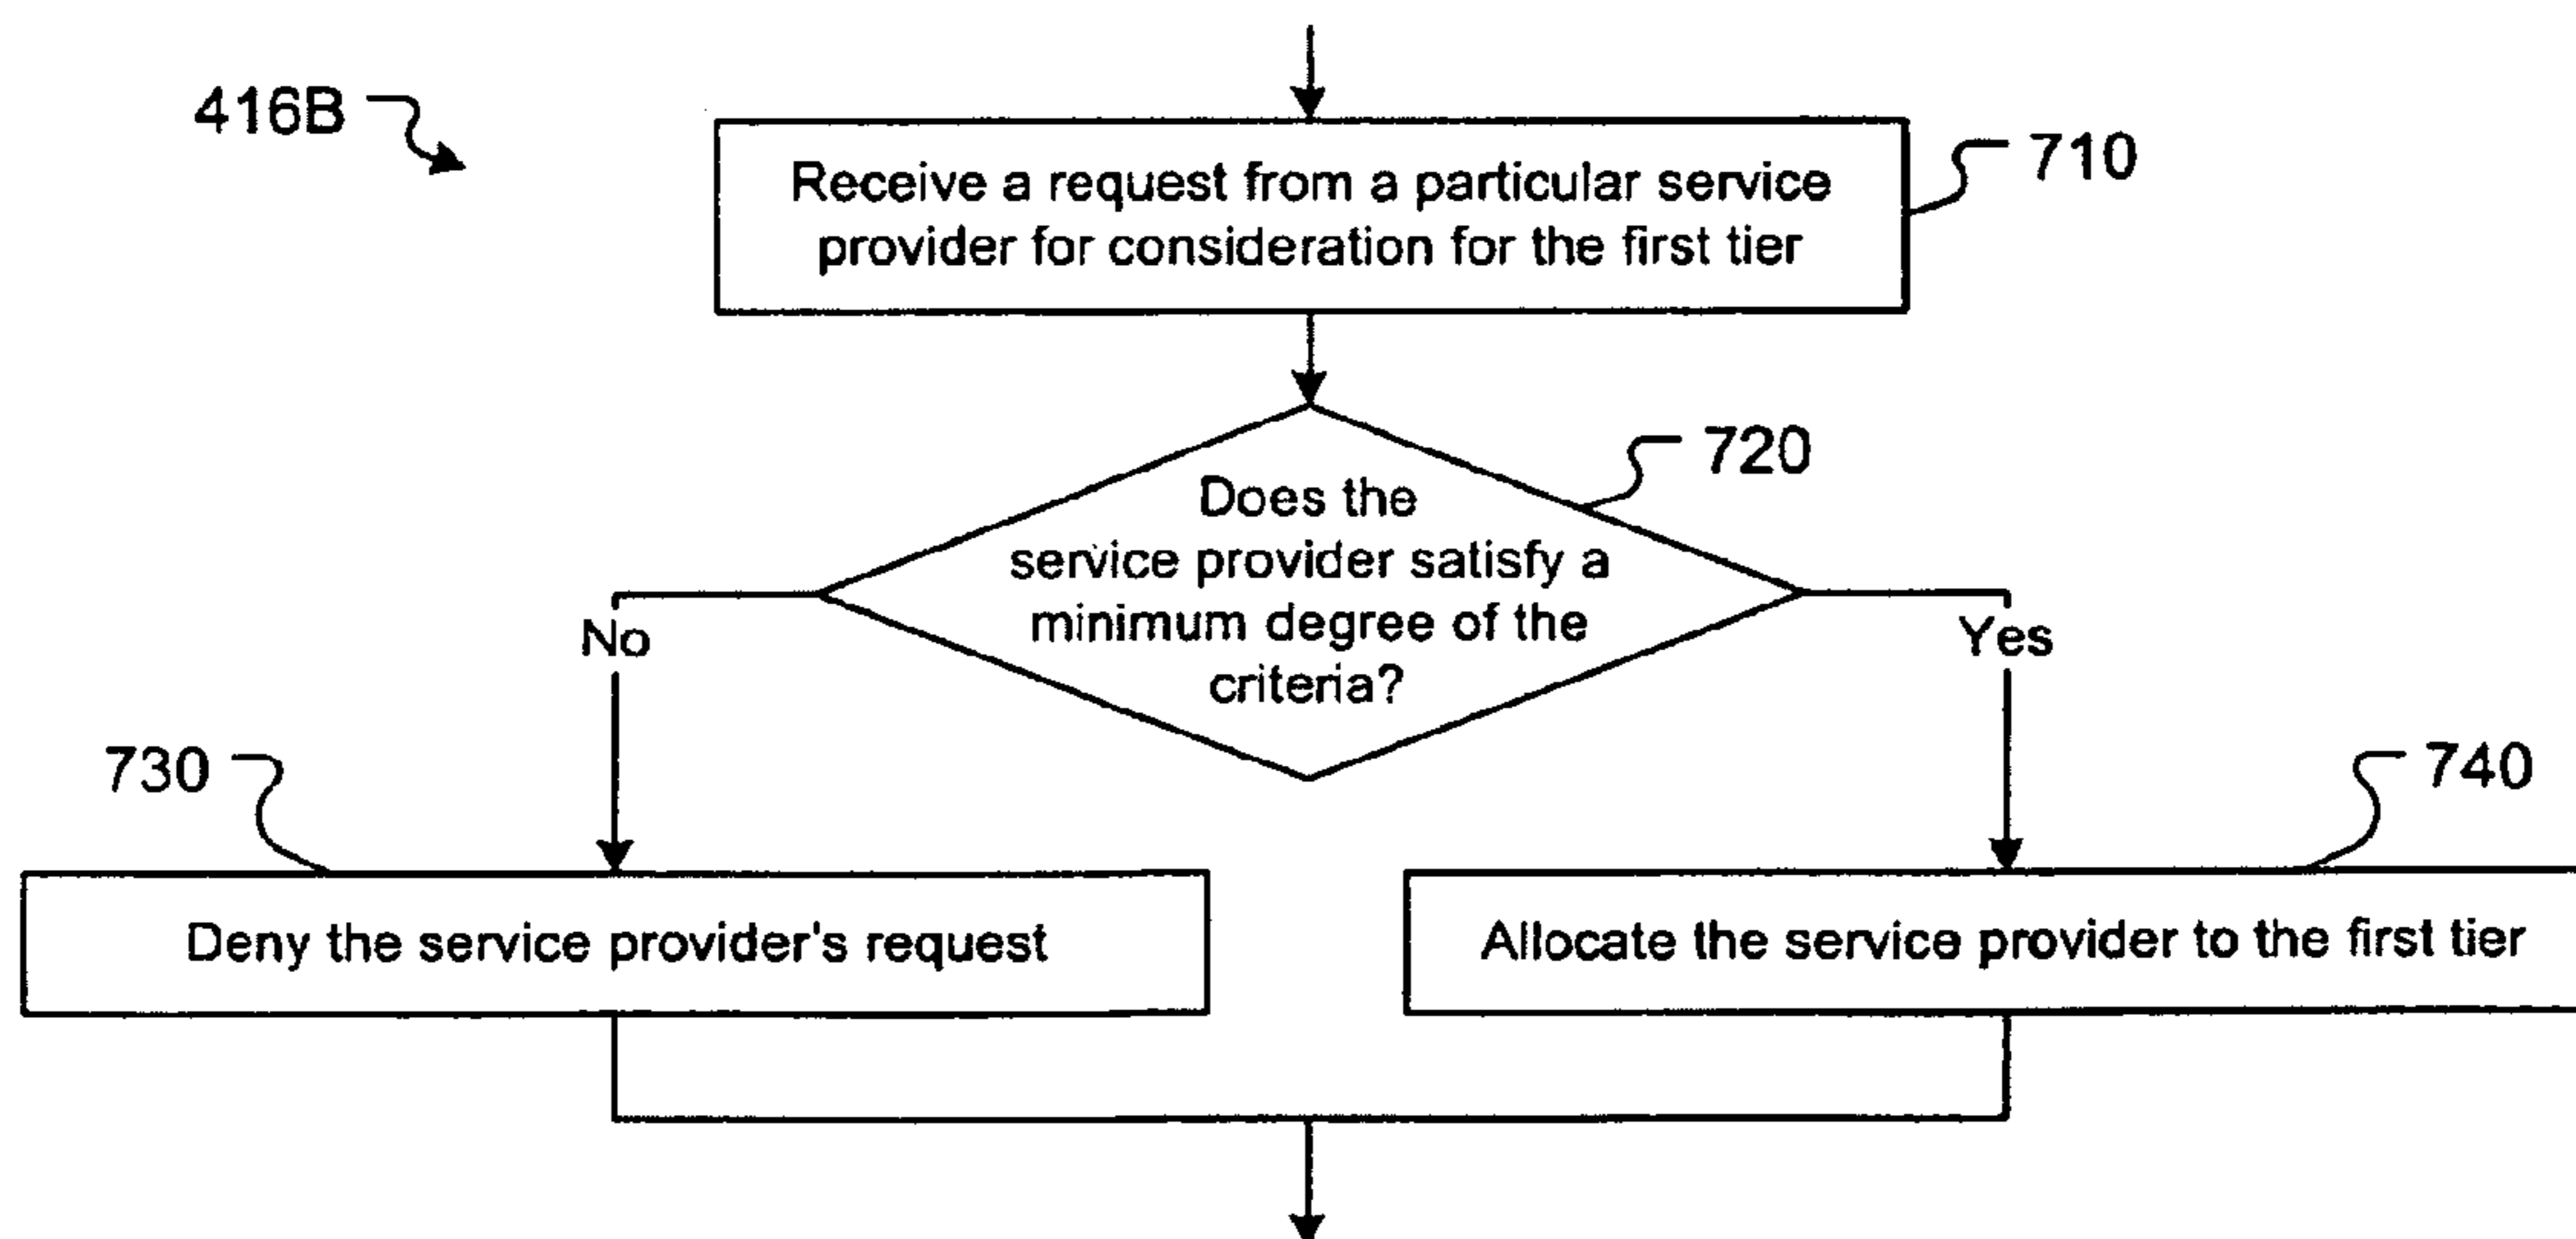 416B
Receive a request from a particular service
provider for consideration for the first tier
710
Does the
service provider satisfy a
minimum degree of the
criteria?
720
No
Yes
730
740
Deny the service provider's request
Allocate the service provider to the first tier